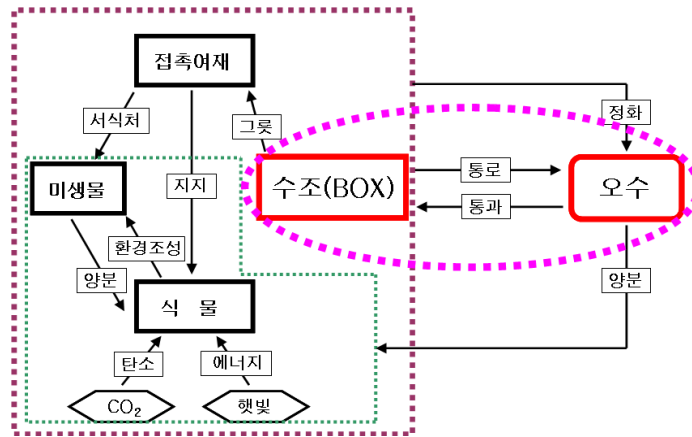 접촉여재
정화
서식처
그릇
미생물
지지
수조(BOX)
통로
오수
통과
환경조성
양분
양분
식 물
탄소
에너지
CO₂
햇빛